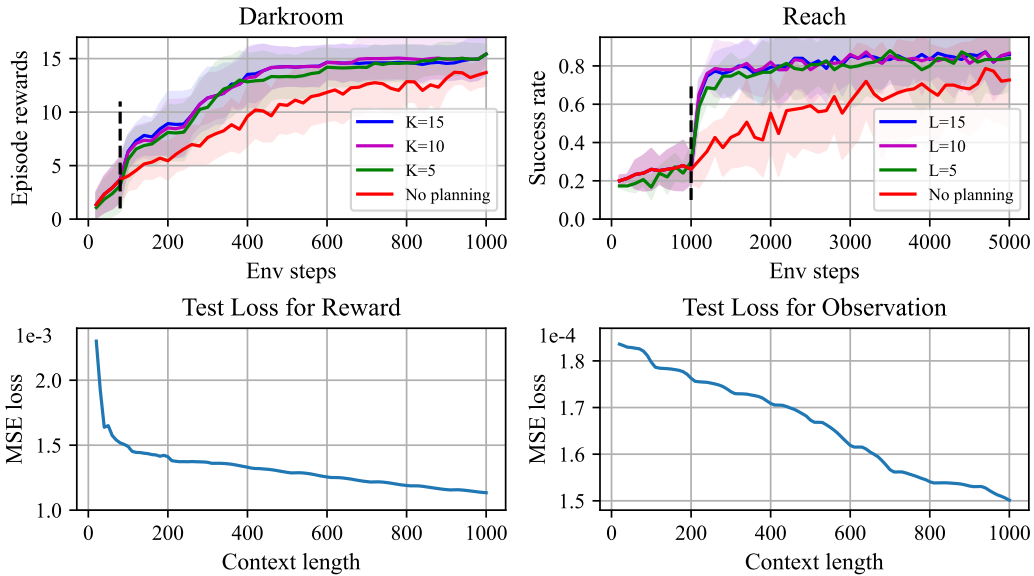 Darkroom
Episode rewards
15
10
5
0
K=15
K=10
K=5
No planning
0 200 400 600 800 1000
Env steps
Reach
Success rate
0.8
0.6
0.4
0.2
0.0
L=15
L=10
L=5
No planning
0 1000 2000 3000 4000 5000
Env steps
Test Loss for Reward
1e-3
MSE loss
2.0
1.5
1.0
0 200 400 600 800 1000
Context length
Test Loss for Observation
1e-4
MSE loss
1.8
1.7
1.6
1.5
0 200 400 600 800 1000
Context length